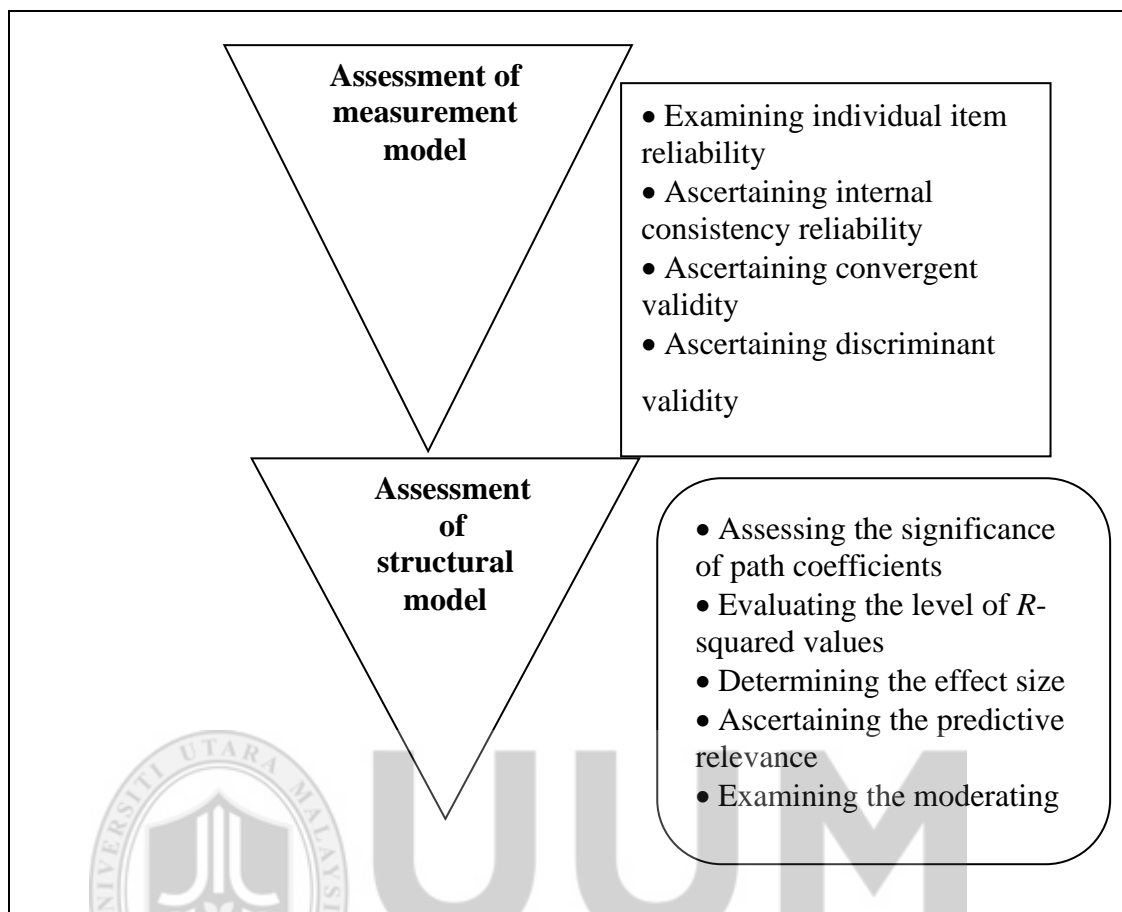 Assessment of
measurement
model
• Examining individual item
reliability
• Ascertaining internal
consistency reliability
• Ascertaining convergent
validity
• Ascertaining discriminant
validity
Assessment
of
structural
model
• Assessing the significance
of path coefficients
• Evaluating the level of R-
squared values
• Determining the effect size
• Ascertaining the predictive
relevance
• Examining the moderating
UNIVERSITI UTARA MALAYSI
UUM